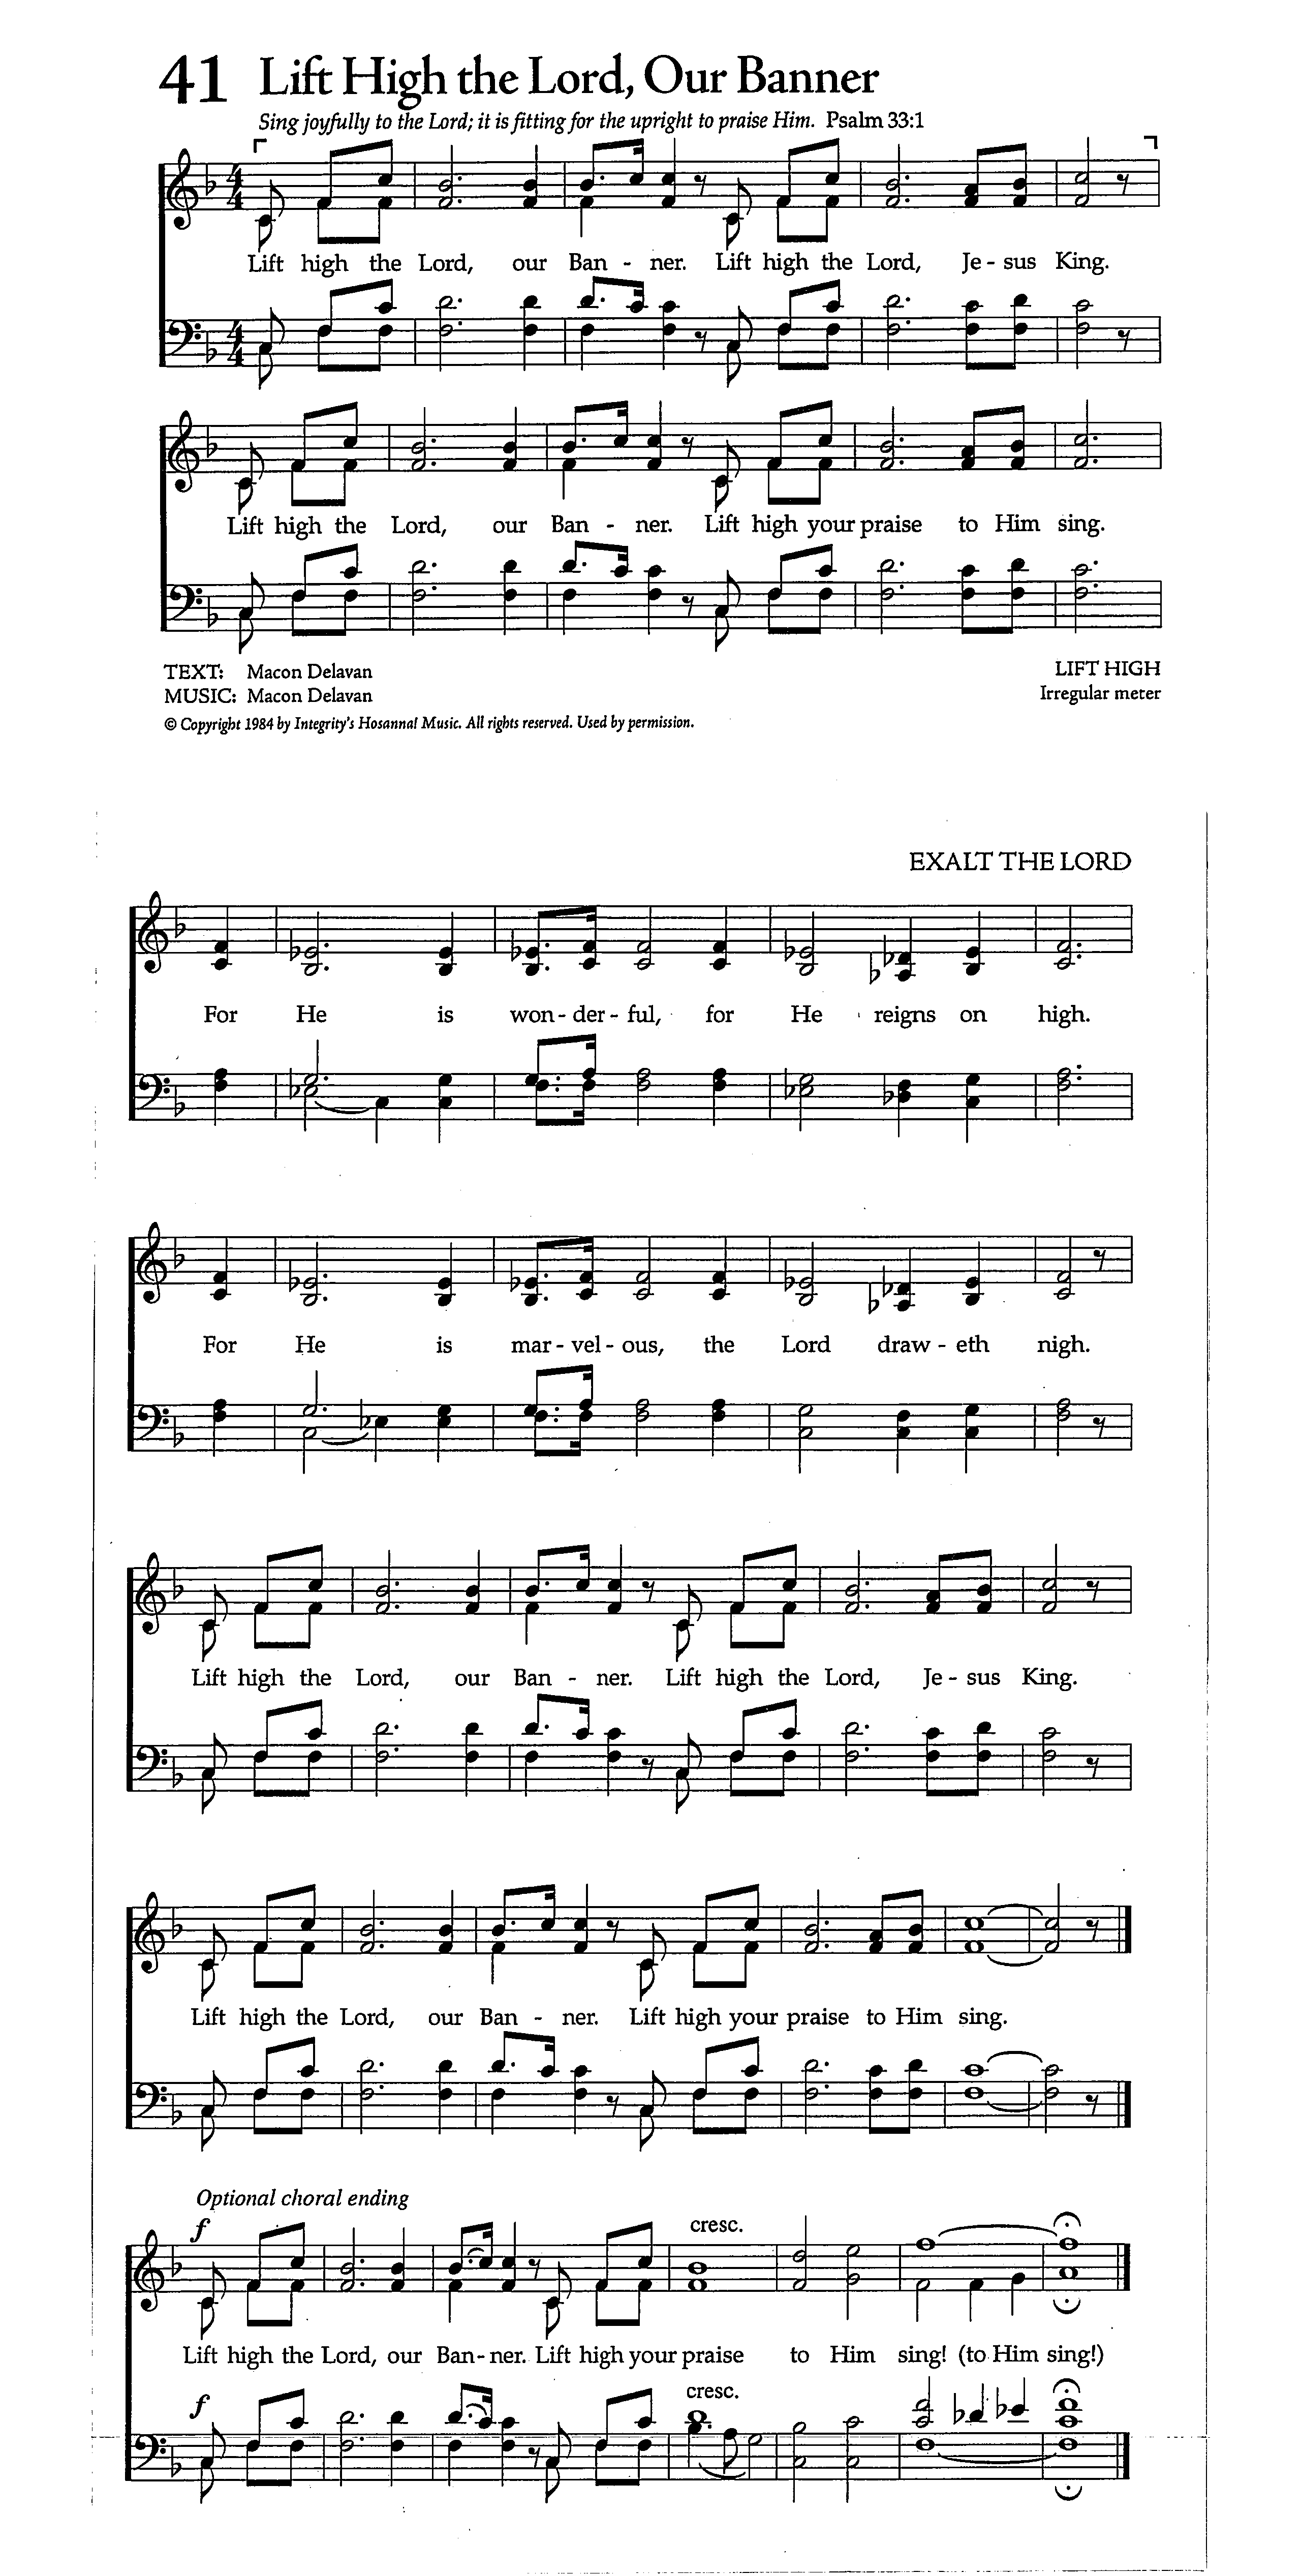 41 Lift High the Lord, Our Banner
Sing joyfully to the Lord; it is fitting for the upright to praise Him. Psalm 33:1
Lift high the Lord, our Ban - ner. Lift high the Lord, Je - sus King.
Lift high the Lord, our Ban - ner. Lift high your praise to Him sing.
TEXT: Macon Delavan
MUSIC: Macon Delavan
LIFT HIGH
Irregular meter
© Copyright 1984 by Integrity's Hosanna! Music. All rights reserved. Used by permission.
EXALT THE LORD
For He is won - der - ful, for He reigns on high.
For He is mar - vel - ous, the Lord draw - eth nigh.
Lift high the Lord, our Ban - ner. Lift high the Lord, Je - sus King.
Lift high the Lord, our Ban - ner. Lift high your praise to Him sing.
Optional choral ending
f cresc.
Lift high the Lord, our Ban - ner. Lift high your praise to Him sing! (to Him sing!)
f cresc.